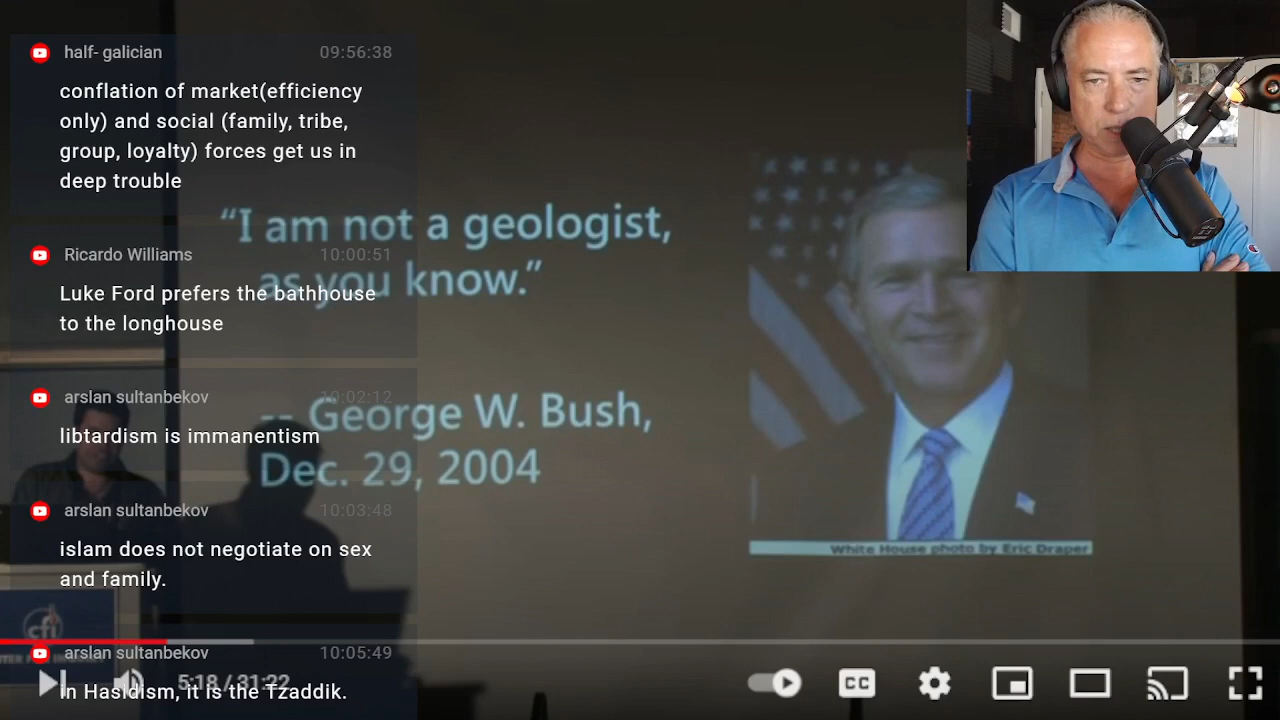 half- galician 09:56:38
conflation of market(efficiency
only) and social (family, tribe,
group, loyalty) forces get us in
deep trouble
Ricardo Williams 10:00:51
Luke Ford prefers the bathhouse
to the longhouse
arslan sultanbekov 10:02:12
libtardism is immanentism
arslan sultanbekov 10:03:48
islam does not negotiate on sex
and family.
arslan sultanbekov 10:05:49
In Hasidism, it is the Tzaddik.
“I am not a geologist,
as you know.”
-- George W. Bush,
Dec. 29, 2004
White House photo by Eric Draper
cfi
5:18 / 31:22
CC